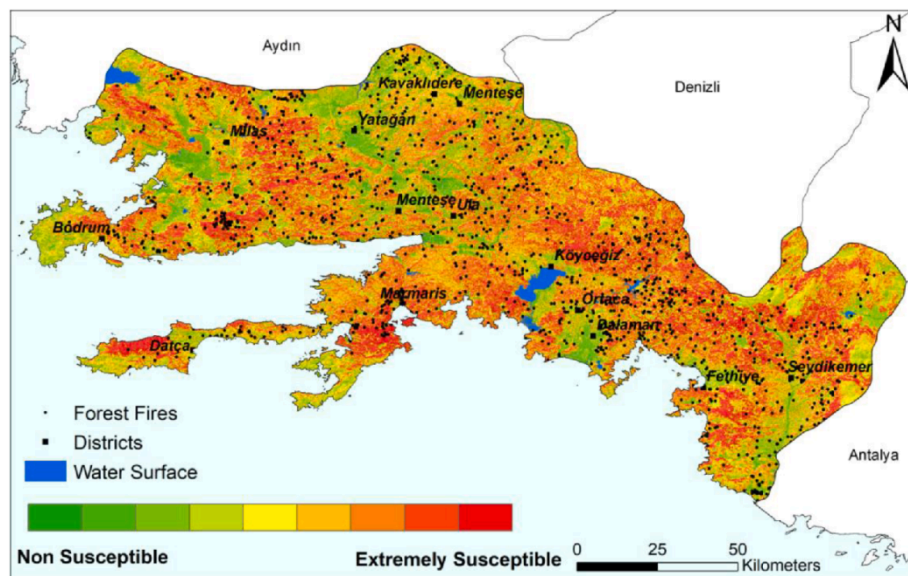 Aydın
N
Kavaklıdere
Menteşe
Denizli
Yatağan
Milas
Menteşe
Ula
Bodrum
Köyceğiz
Marmaris
Ortaca
Dalaman
Datça
Fethiye
Seydikemer
Forest Fires
Districts
Water Surface
Antalya
Non Susceptible
Extremely Susceptible
0 25 50
Kilometers